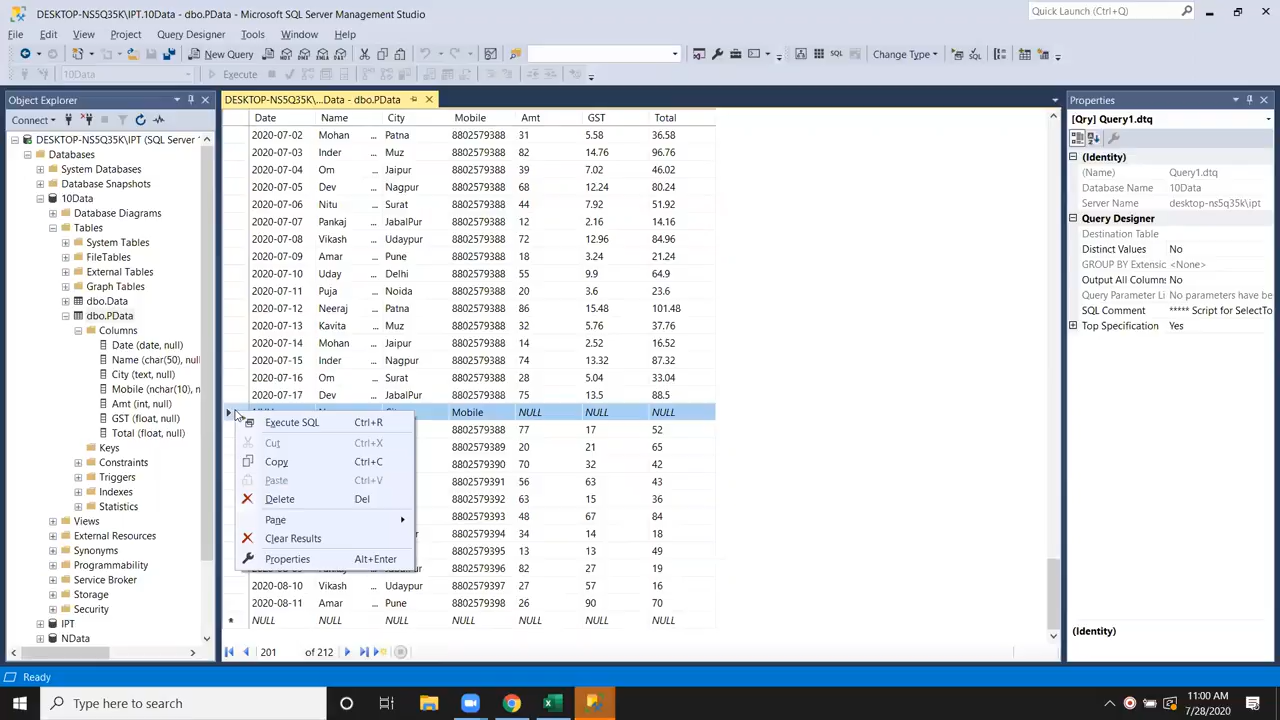 DESKTOP-NS5Q35K\IPT.10Data - dbo.PData - Microsoft SQL Server Management Studio
Quick Launch (Ctrl+Q)
File Edit View Project Query Designer Tools Window Help
New Query Change Type
10Data Execute
Object Explorer
DESKTOP-NS5Q35K\...Data - dbo.PData
Properties
Connect
[Qry] Query1.dtq
DESKTOP-NS5Q35K\IPT (SQL Server
Databases
System Databases
Database Snapshots
10Data
Database Diagrams
Tables
System Tables
FileTables
External Tables
Graph Tables
dbo.Data
dbo.PData
Columns
Date (date, null)
Name (char(50), null
City (text, null)
Mobile (nchar(10), n
Amt (int, null)
GST (float, null)
Total (float, null)
Keys
Constraints
Triggers
Indexes
Statistics
Views
External Resources
Synonyms
Programmability
Service Broker
Storage
Security
IPT
NData
Date Name City Mobile Amt GST Total
2020-07-02 Mohan ... Patna 8802579388 31 5.58 36.58
2020-07-03 Inder ... Muz 8802579388 82 14.76 96.76
2020-07-04 Om ... Jaipur 8802579388 39 7.02 46.02
2020-07-05 Dev ... Nagpur 8802579388 68 12.24 80.24
2020-07-06 Nitu ... Surat 8802579388 44 7.92 51.92
2020-07-07 Pankaj ... JabalPur 8802579388 12 2.16 14.16
2020-07-08 Vikash ... Udaypur 8802579388 72 12.96 84.96
2020-07-09 Amar ... Pune 8802579388 18 3.24 21.24
2020-07-10 Uday ... Delhi 8802579388 55 9.9 64.9
2020-07-11 Puja ... Noida 8802579388 20 3.6 23.6
2020-07-12 Neeraj ... Patna 8802579388 86 15.48 101.48
2020-07-13 Kavita ... Muz 8802579388 32 5.76 37.76
2020-07-14 Mohan ... Jaipur 8802579388 14 2.52 16.52
2020-07-15 Inder ... Nagpur 8802579388 74 13.32 87.32
2020-07-16 Om ... Surat 8802579388 28 5.04 33.04
2020-07-17 Dev ... JabalPur 8802579388 75 13.5 88.5
Mobile NULL NULL NULL
8802579388 77 17 52
8802579389 20 21 65
8802579390 70 32 42
8802579391 56 63 43
8802579392 63 15 36
8802579393 48 67 84
8802579394 34 14 18
8802579395 13 13 49
8802579396 82 27 19
2020-08-10 Vikash ... Udaypur 8802579397 27 57 16
2020-08-11 Amar ... Pune 8802579398 26 90 70
NULL NULL NULL NULL NULL NULL NULL
Execute SQL Ctrl+R
Cut Ctrl+X
Copy Ctrl+C
Paste Ctrl+V
Delete Del
Pane
Clear Results
Properties Alt+Enter
201 of 212
(Identity)
(Name) Query1.dtq
Database Name 10Data
Server Name desktop-ns5q35k\ipt
Query Designer
Destination Table
Distinct Values No
GROUP BY Extensic <None>
Output All Column: No
Query Parameter Li No parameters have be
SQL Comment ***** Script for SelectTo
Top Specification Yes
(Identity)
Ready
Type here to search
11:00 AM
7/28/2020